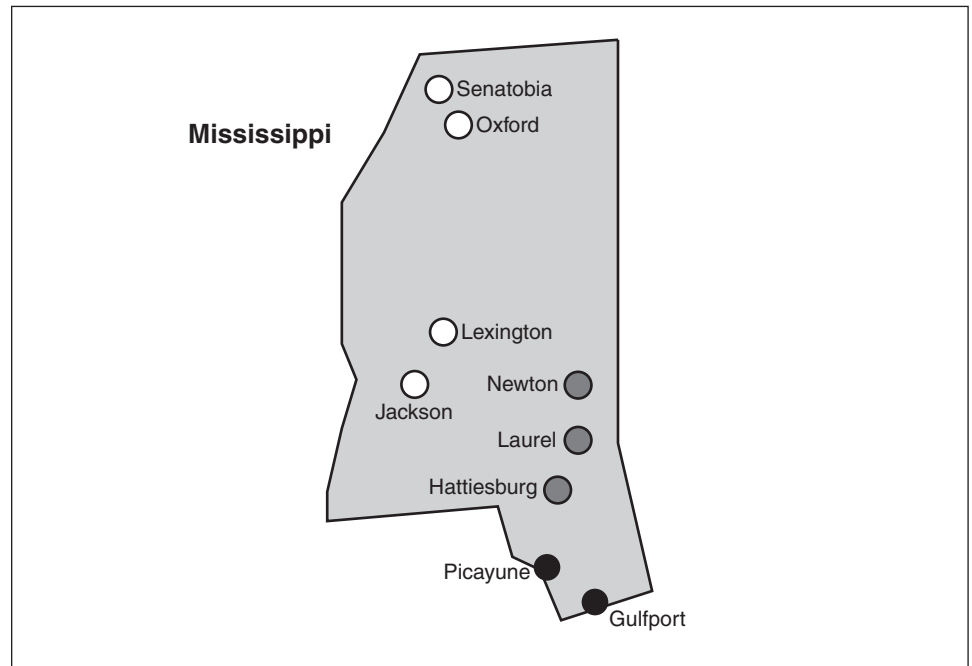 Senatobia
Oxford
Mississippi
Lexington
Newton
Jackson
Laurel
Hattiesburg
Picayune
Gulfport